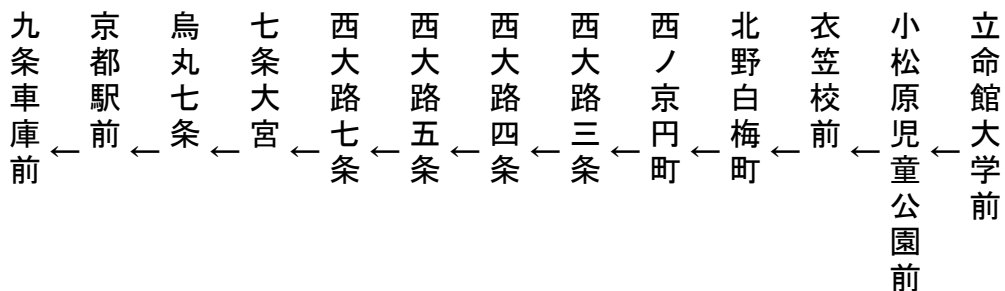 立命館大学前
←
小松原児童公園前
←
衣笠校前
←
北野白梅町
←
西ノ京円町
←
西大路三条
←
西大路四条
←
西大路五条
←
西大路七条
←
七条大宮
←
烏丸七条
←
京都駅前
←
九条車庫前